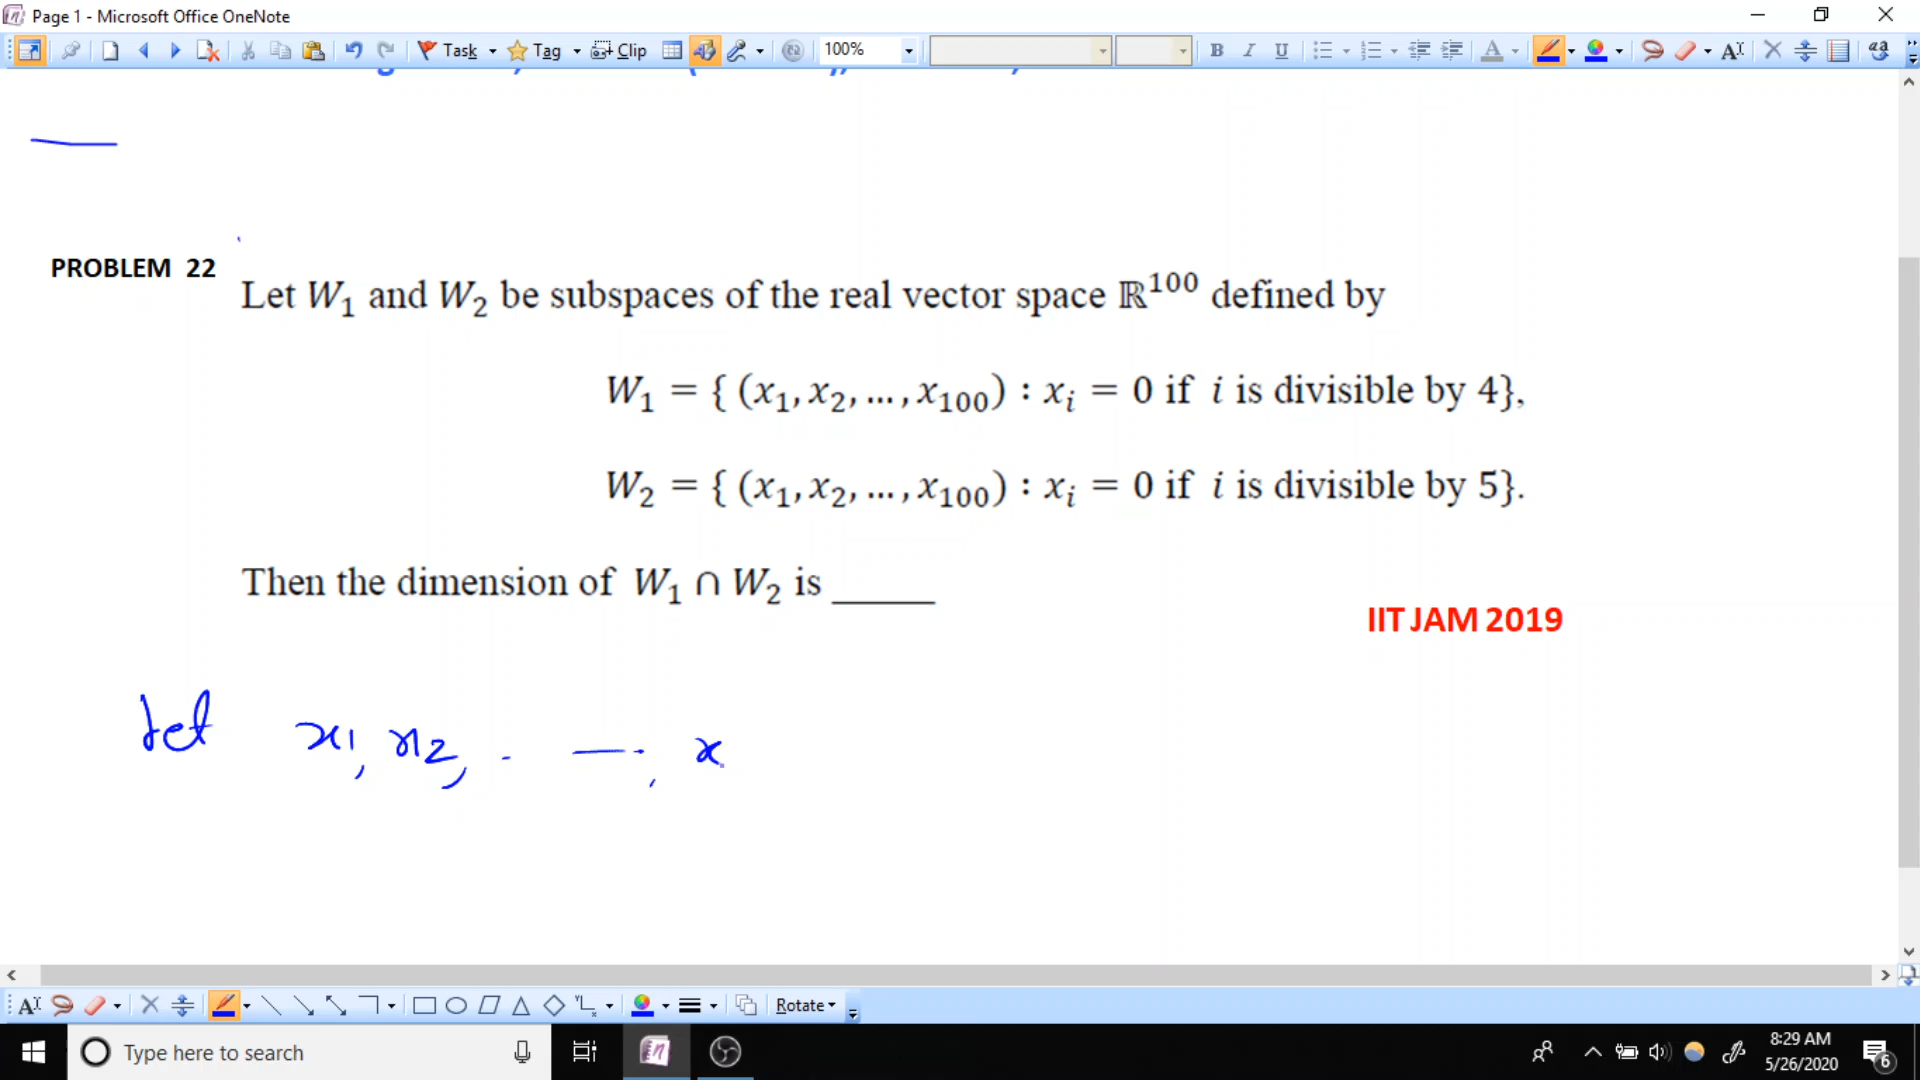 Page 1 - Microsoft Office OneNote
Task Tag Clip 100% B I U A
PROBLEM 22
Let W₁ and W₂ be subspaces of the real vector space ℝ¹⁰⁰ defined by
W₁ = { (x₁, x₂, … , x₁₀₀) : xᵢ = 0 if i is divisible by 4},
W₂ = { (x₁, x₂, … , x₁₀₀) : xᵢ = 0 if i is divisible by 5}.
Then the dimension of W₁ ∩ W₂ is _____
IIT JAM 2019
Let x1, x2, . — ., x
Rotate
Type here to search
8:29 AM
5/26/2020
6